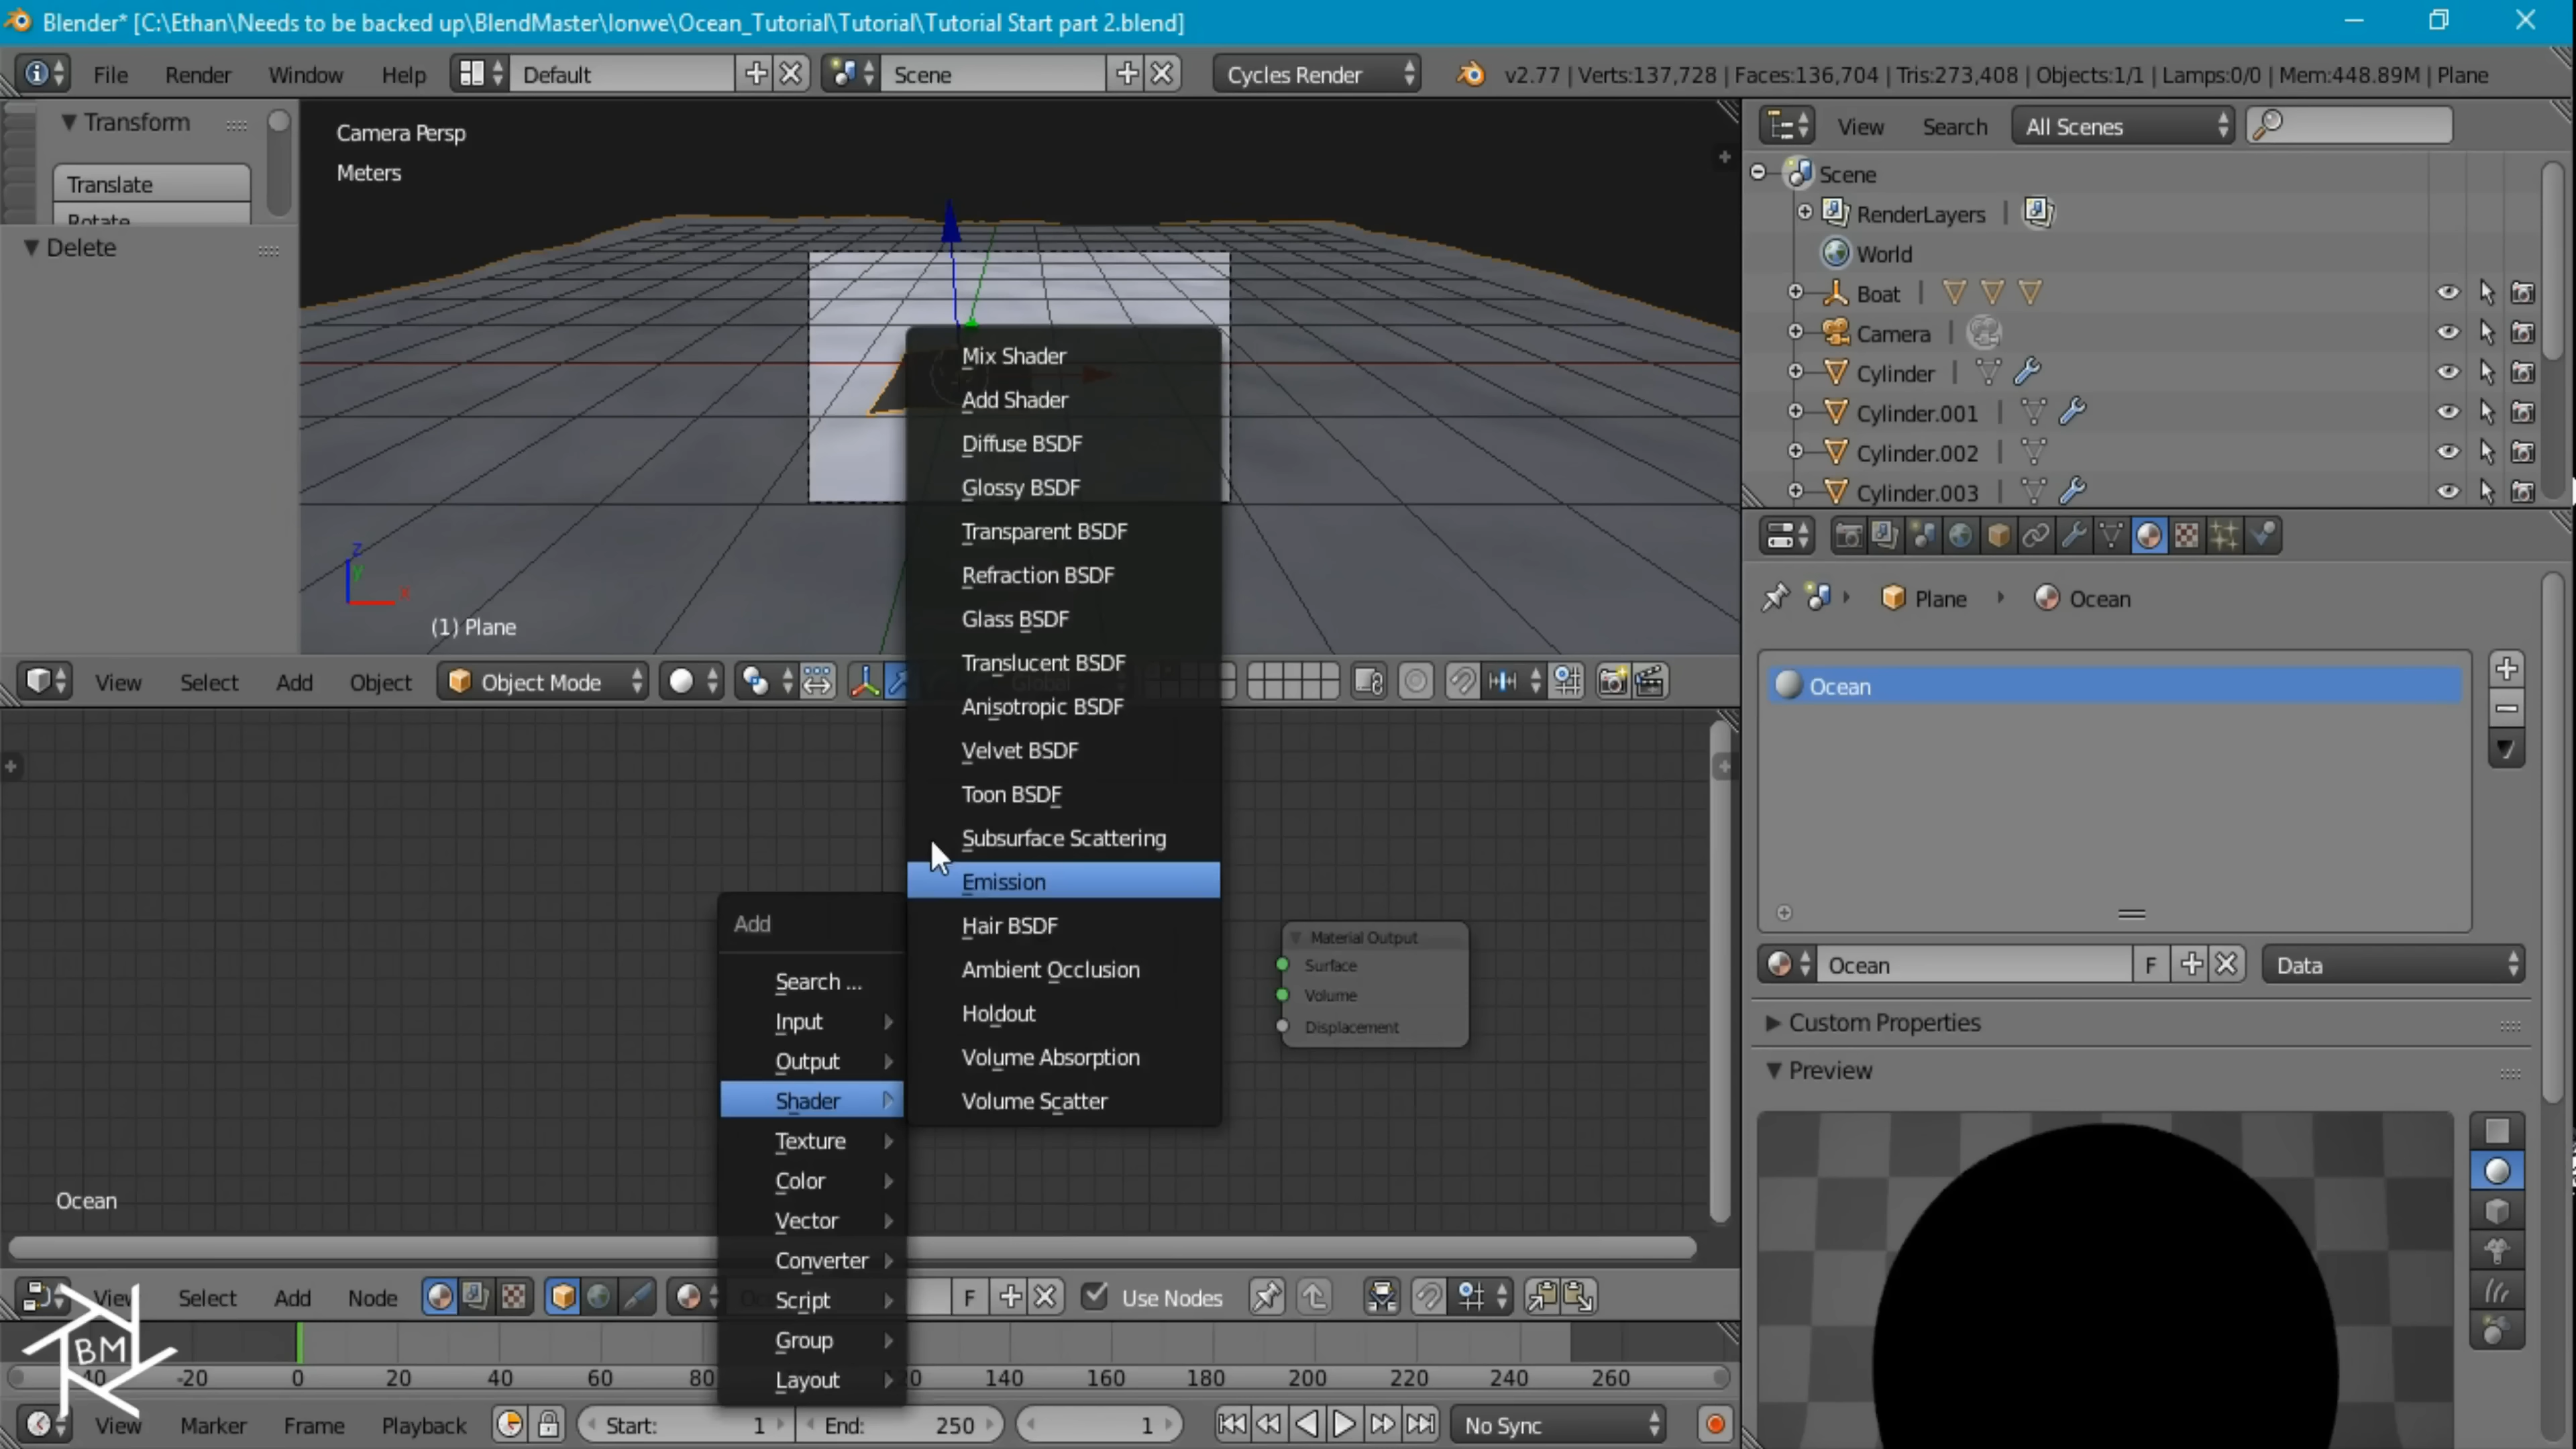 Blender* [C:\Ethan\Needs to be backed up\BlendMaster\Ionwe\Ocean_Tutorial\Tutorial\Tutorial Start part 2.blend]
File Render Window Help Default Scene Cycles Render v2.77 | Verts:137,728 | Faces:136,704 | Tris:273,408 | Objects:1/1 | Lamps:0/0 | Mem:448.89M | Plane
Transform
Translate
Rotate
Delete
Camera Persp
Meters
z
y
x
(1) Plane
View Search All Scenes
Scene
RenderLayers
World
Boat
Camera
Cylinder
Cylinder.001
Cylinder.002
Cylinder.003
Plane Ocean
Ocean
Ocean F Data
Custom Properties
Preview
View Select Add Object Object Mode Global
Mix Shader
Add Shader
Diffuse BSDF
Glossy BSDF
Transparent BSDF
Refraction BSDF
Glass BSDF
Translucent BSDF
Anisotropic BSDF
Velvet BSDF
Toon BSDF
Subsurface Scattering
Emission
Hair BSDF
Ambient Occlusion
Holdout
Volume Absorption
Volume Scatter
Add
Search ...
Input
Output
Shader
Texture
Color
Vector
Converter
Script
Group
Layout
Material Output
Surface
Volume
Displacement
Ocean
View Select Add Node F Use Nodes
BM
-20 0 20 40 60 80 140 160 180 200 220 240 260
View Marker Frame Playback Start: 1 End: 250 1 No Sync